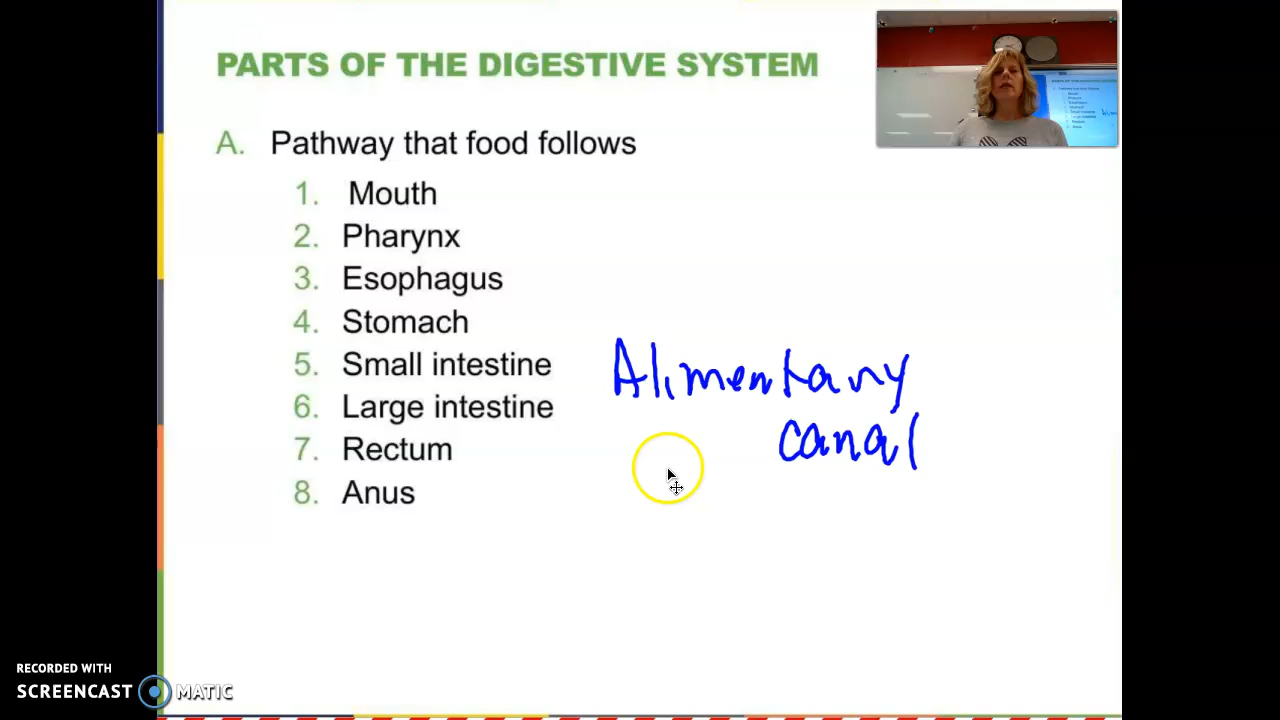 PARTS OF THE DIGESTIVE SYSTEM
A. Pathway that food follows
1. Mouth
2. Pharynx
3. Esophagus
4. Stomach
5. Small intestine
6. Large intestine
7. Rectum
8. Anus
Alimentary
canal
RECORDED WITH
SCREENCAST MATIC